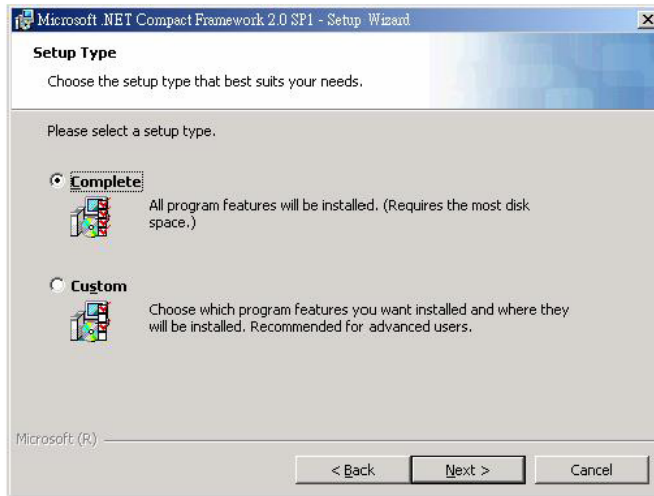 Microsoft .NET Compact Framework 2.0 SP1 - Setup Wizard
Setup Type
Choose the setup type that best suits your needs.
Please select a setup type.
Complete
All program features will be installed. (Requires the most disk
space.)
Custom
Choose which program features you want installed and where they
will be installed. Recommended for advanced users.
Microsoft (R)
< Back
Next >
Cancel